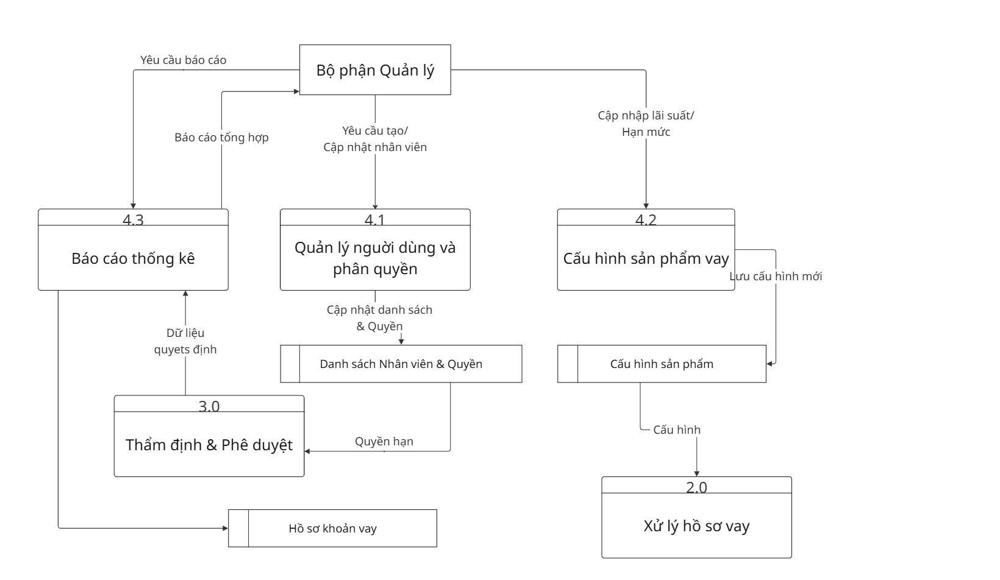 Yêu cầu báo cáo
Bộ phận Quản lý
Cập nhập lãi suất/
Hạn mức
Báo cáo tổng hợp
Yêu cầu tạo/
Cập nhật nhân viên
4.3
Báo cáo thống kê
4.1
Quản lý nguời dùng và
phân quyền
4.2
Cấu hình sản phẩm vay
Lưu cấu hình mới
Cập nhật danh sách
& Quyền
Dữ liệu
quyets định
Danh sách Nhân viên & Quyền
Cấu hình sản phẩm
3.0
Thẩm định & Phê duyệt
Quyền hạn
Cấu hình
2.0
Xử lý hồ sơ vay
Hồ sơ khoản vay